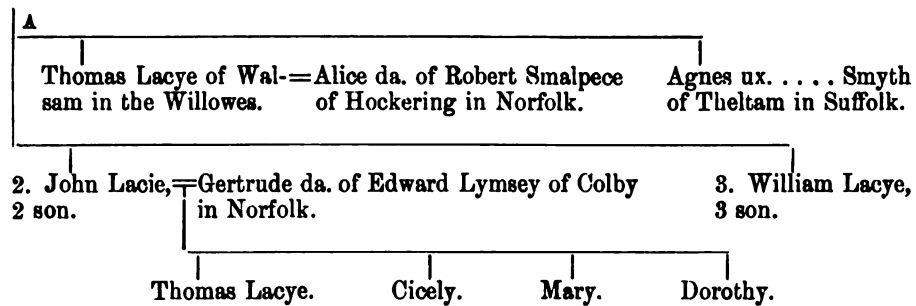 A
Thomas Lacye of Wal-=Alice da. of Robert Smalpece Agnes ux. . . . . Smyth
sam in the Willowes. of Hockering in Norfolk. of Theltam in Suffolk.
2. John Lacie,=Gertrude da. of Edward Lymsey of Colby 3. William Lacye,
2 son. in Norfolk. 3 son.
Thomas Lacye. Cicely. Mary. Dorothy.